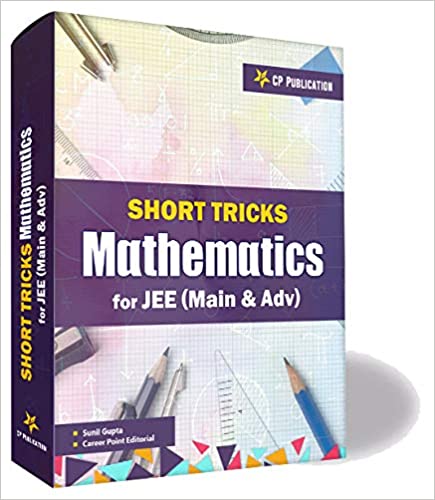 CP PUBLICATION
SHORT TRICKS
Mathematics
for JEE (Main & Adv)
Sunil Gupta
Career Point Editorial
SHORT TRICKS Mathematics
for JEE (Main & Adv)
CP PUBLICATION